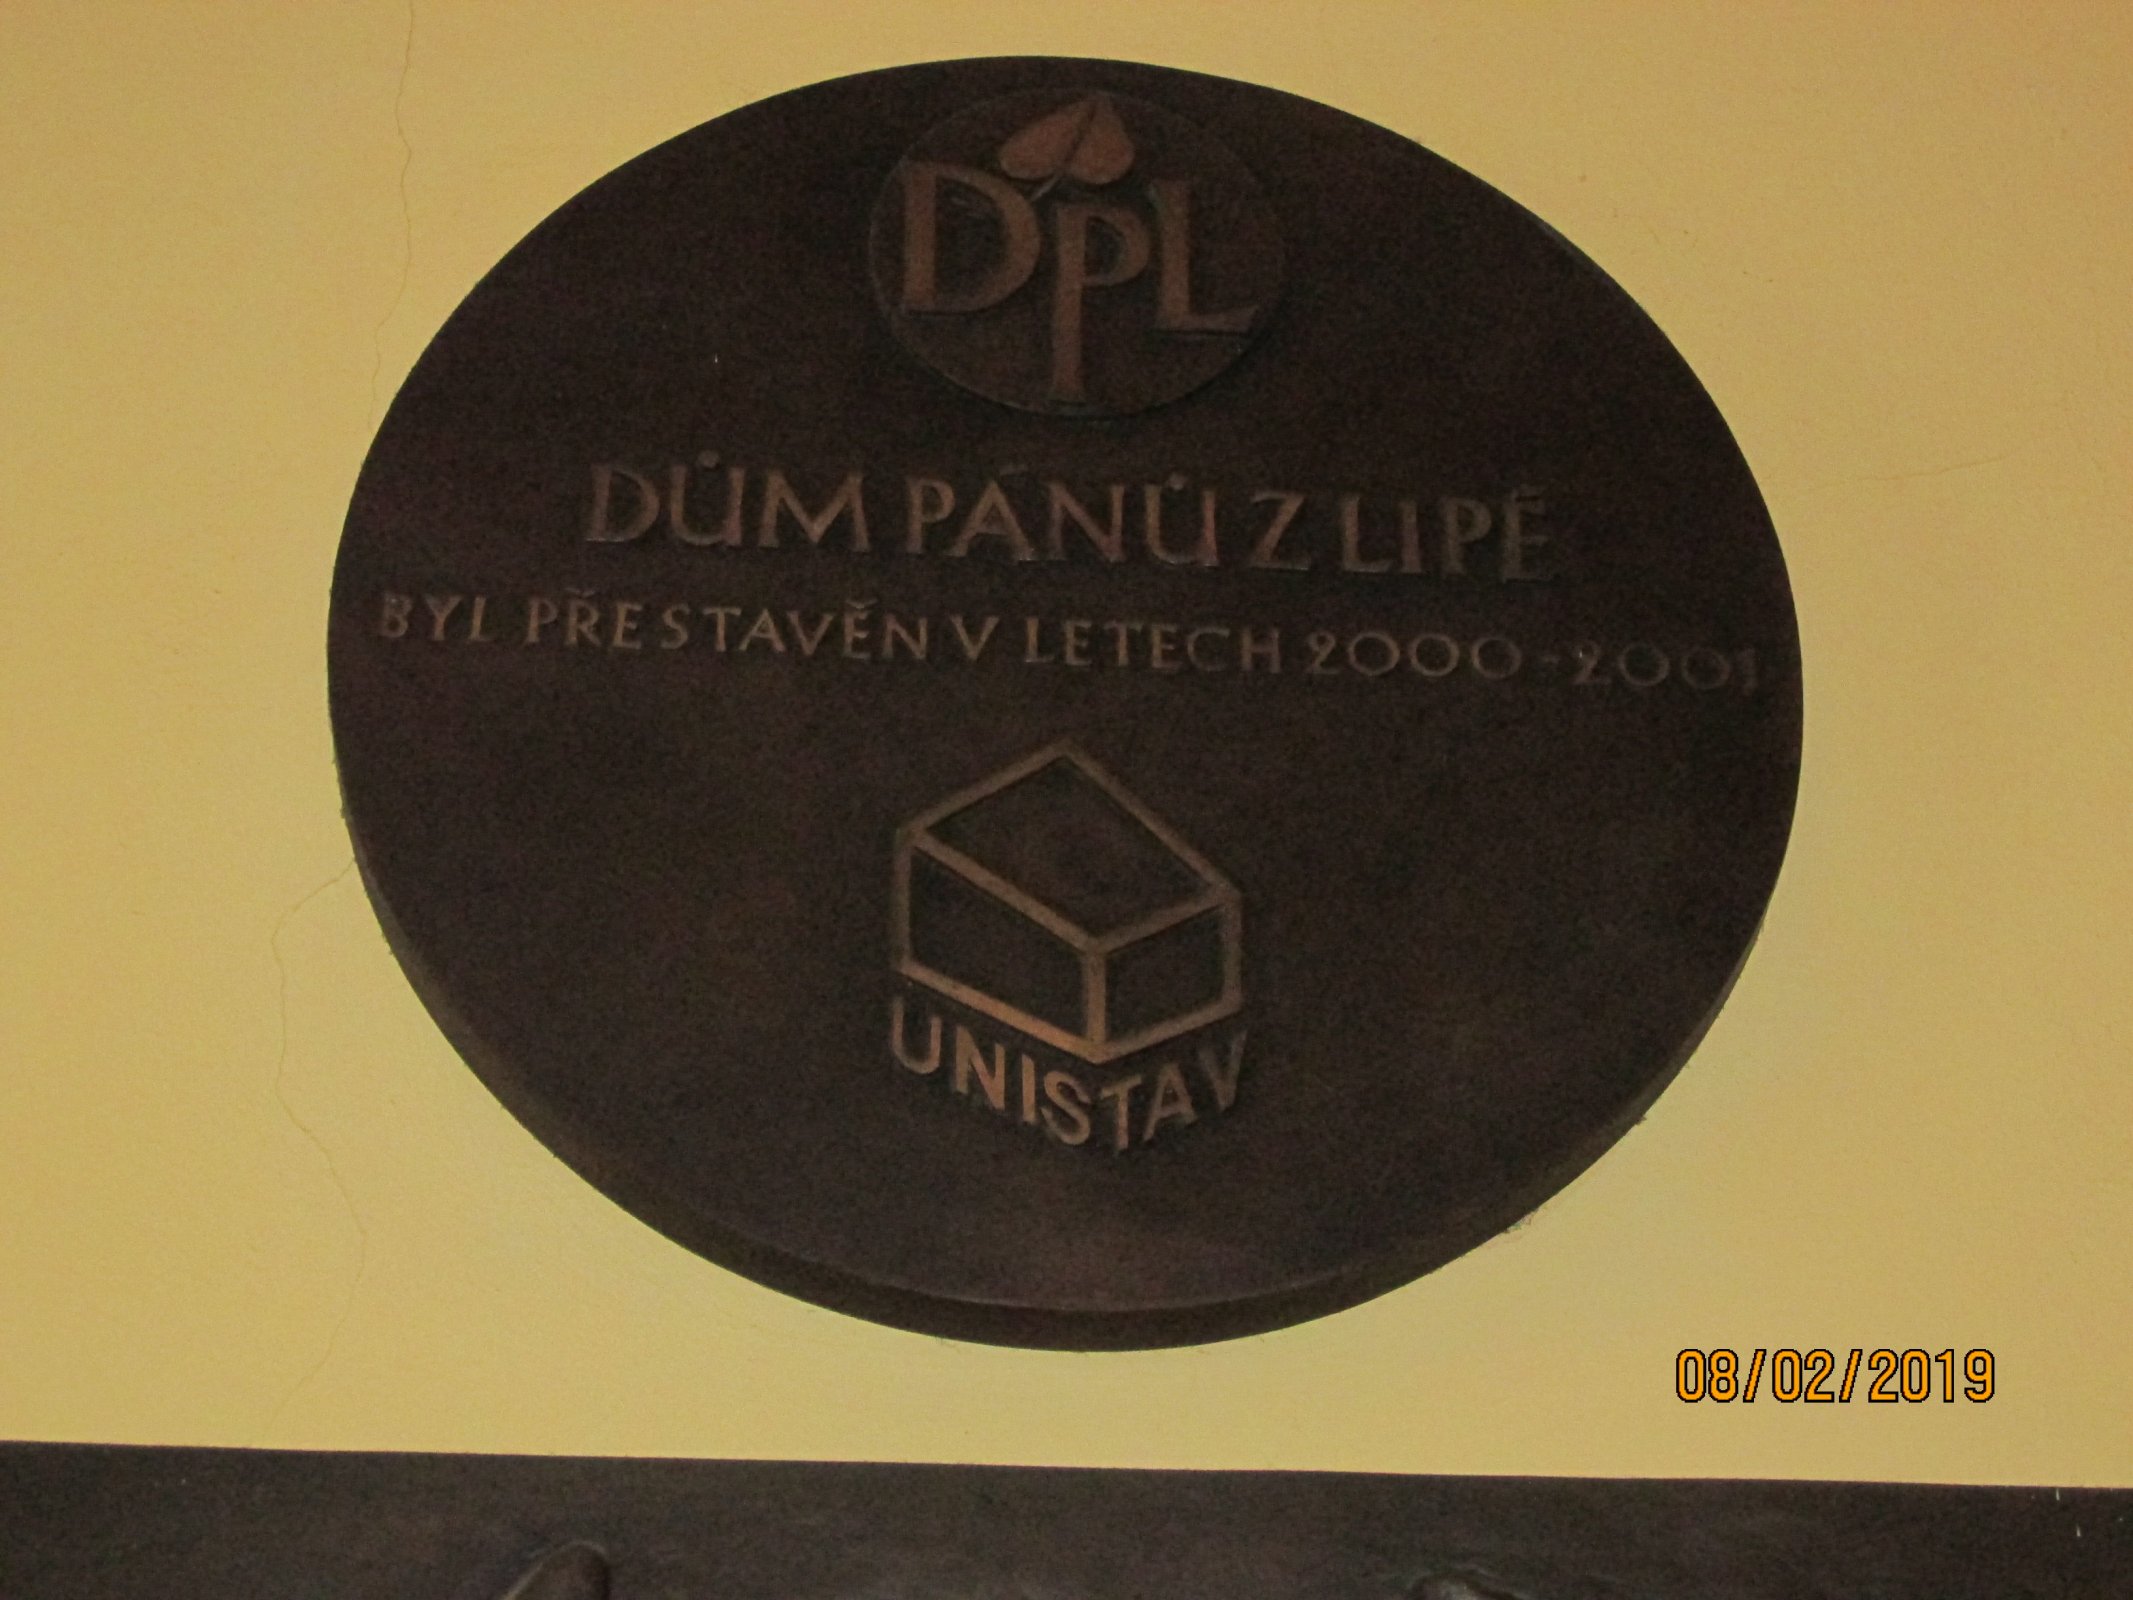 DPL
DŮM PÁNŮ Z LIPÉ
BYL PŘESTAVĚN V LETECH 2000 - 2001
UNISTAV
08/02/2019